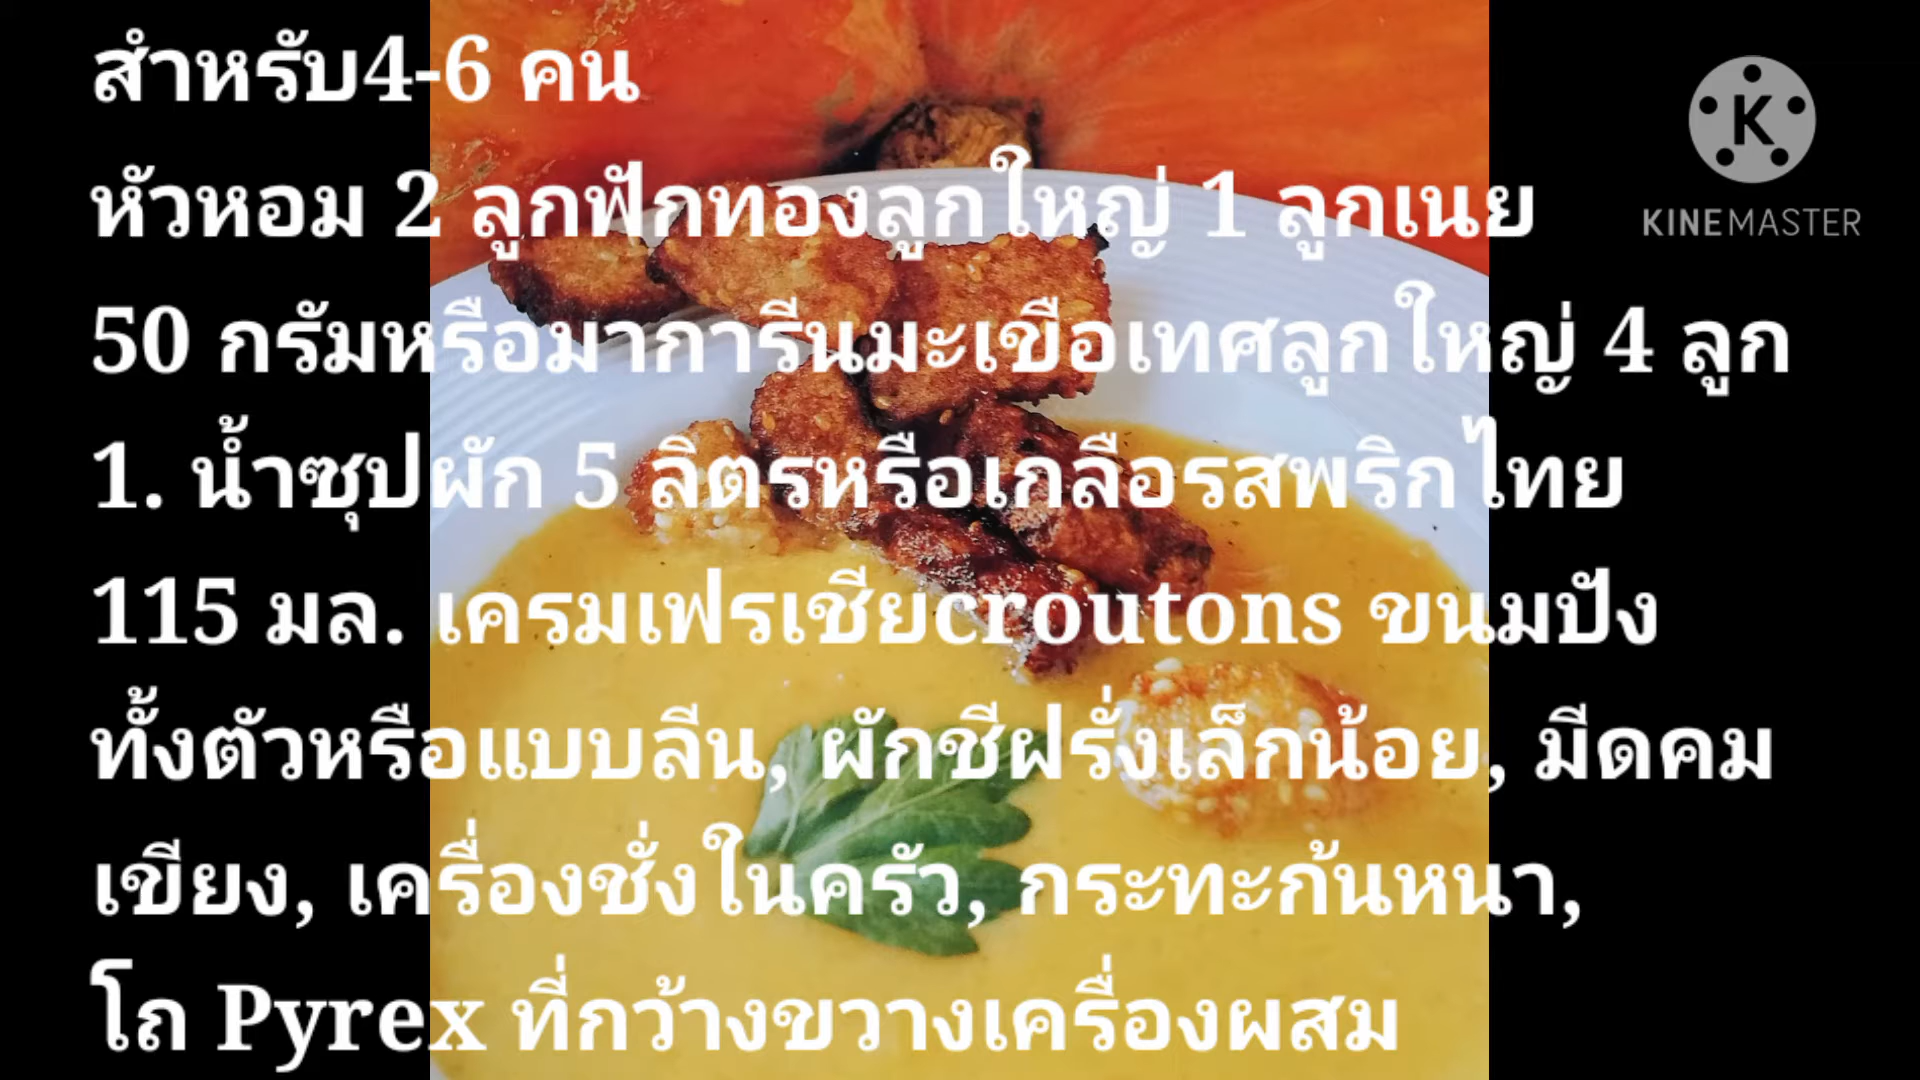 สำหรับ4-6 คน
หัวหอม 2 ลูกฟักทองลูกใหญ่ 1 ลูกเนย
50 กรัมหรือมาการีนมะเขือเทศลูกใหญ่ 4 ลูก
1. น้ำซุปผัก 5 ลิตรหรือเกลือรสพริกไทย
115 มล. เครมเฟรเชียcroutons ขนมปัง
ทั้งตัวหรือแบบลีน, ผักชีฝรั่งเล็กน้อย, มีดคม
เขียง, เครื่องชั่งในครัว, กระทะก้นหนา,
โถ Pyrex ที่กว้างขวางเครื่องผสม
K
KINEMASTER